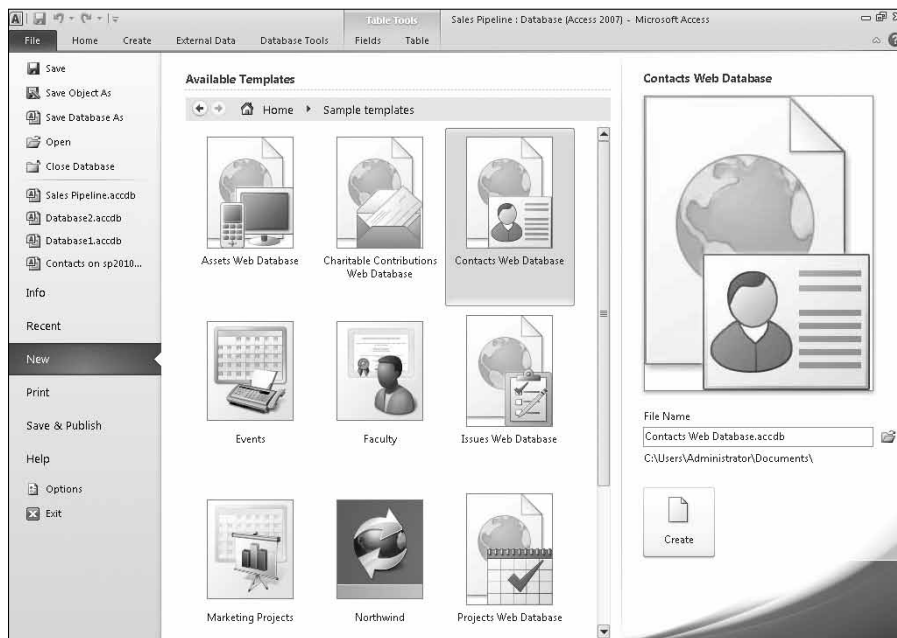 Table Tools
Sales Pipeline : Database (Access 2007) - Microsoft Access
File Home Create External Data Database Tools Fields Table
Save
Save Object As
Save Database As
Open
Close Database
Sales Pipeline.accdb
Database2.accdb
Database1.accdb
Contacts on sp2010...
Info
Recent
New
Print
Save & Publish
Help
Options
Exit
Available Templates
Home Sample templates
Assets Web Database
Charitable Contributions
Web Database
Contacts Web Database
Events
Faculty
Issues Web Database
Marketing Projects
Northwind
Projects Web Database
Contacts Web Database
File Name
Contacts Web Database.accdb
C:\Users\Administrator\Documents\
Create